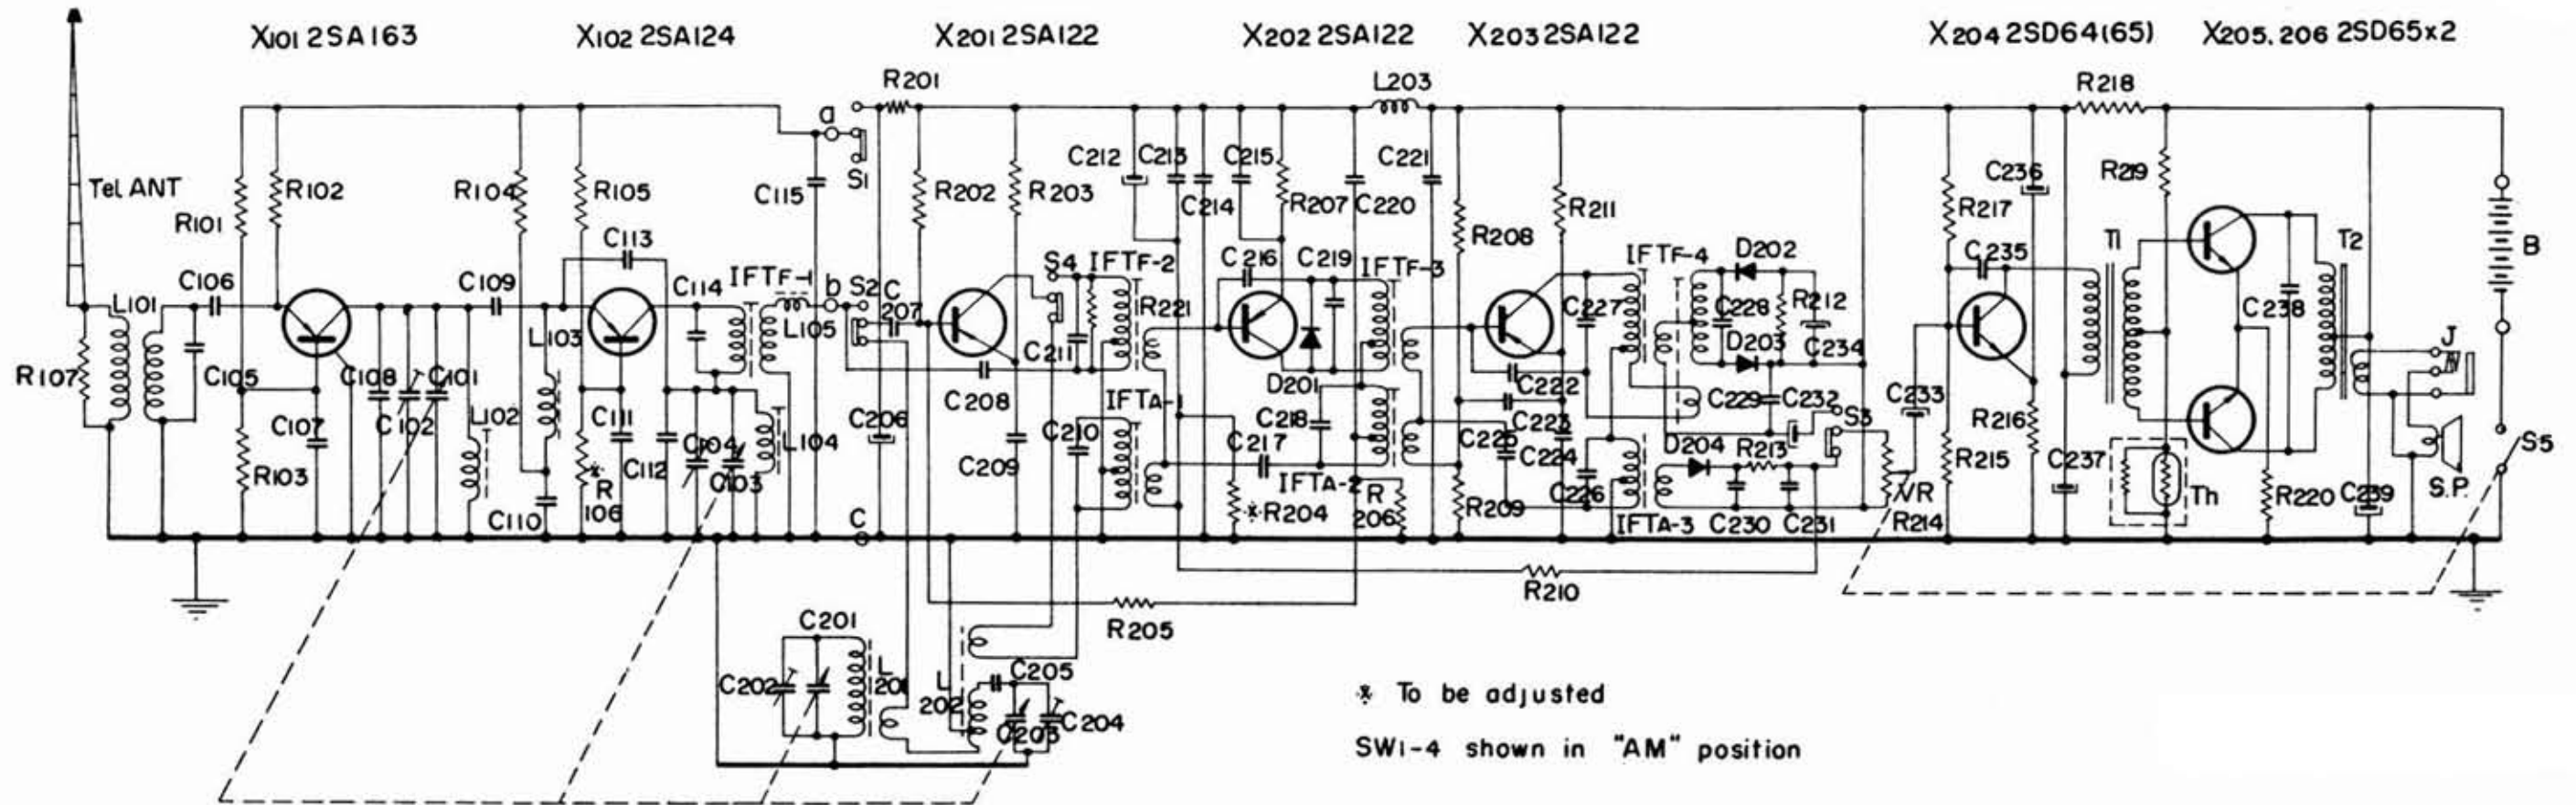 X101 2SA163
X102 2SA124
X201 2SA122
X202 2SA122
X203 2SA122
X204 2SD64(65)
X205.206 2SD65x2
R201
L203
R218
a
S1
Tel ANT
R101
R102
R104
R105
C115
R202
R203
C212
C213
C214
C215
R207
C220
C221
R208
R211
R217
C236
R219
C113
C106
L101
C109
C114
IFTF-1
b
S2
C207
S4
IFTF-2
C216
C219
IFTF-3
IFTF-4
D202
C235
T1
T2
B
R107
C105
C108
C101
L103
L105
C211
R221
D201
C227
C228
R212
D203
C234
C238
J
C107
C102
L102
C111
C104
L104
C206
C208
IFTA-1
C210
C218
C222
C223
C229
C232
S3
C233
R216
R103
C110
* R106
C112
C103
C209
C217
IFTA-2
*R204
R206
C225
C224
C226
D204
R213
R209
IFTA-3
C230
C231
VR
R214
R215
C237
Th
R220
C239
S.P.
S5
C
R210
R205
C201
C202
L201
L202
C205
C203
C204
* To be adjusted
SW1-4 shown in "AM" position